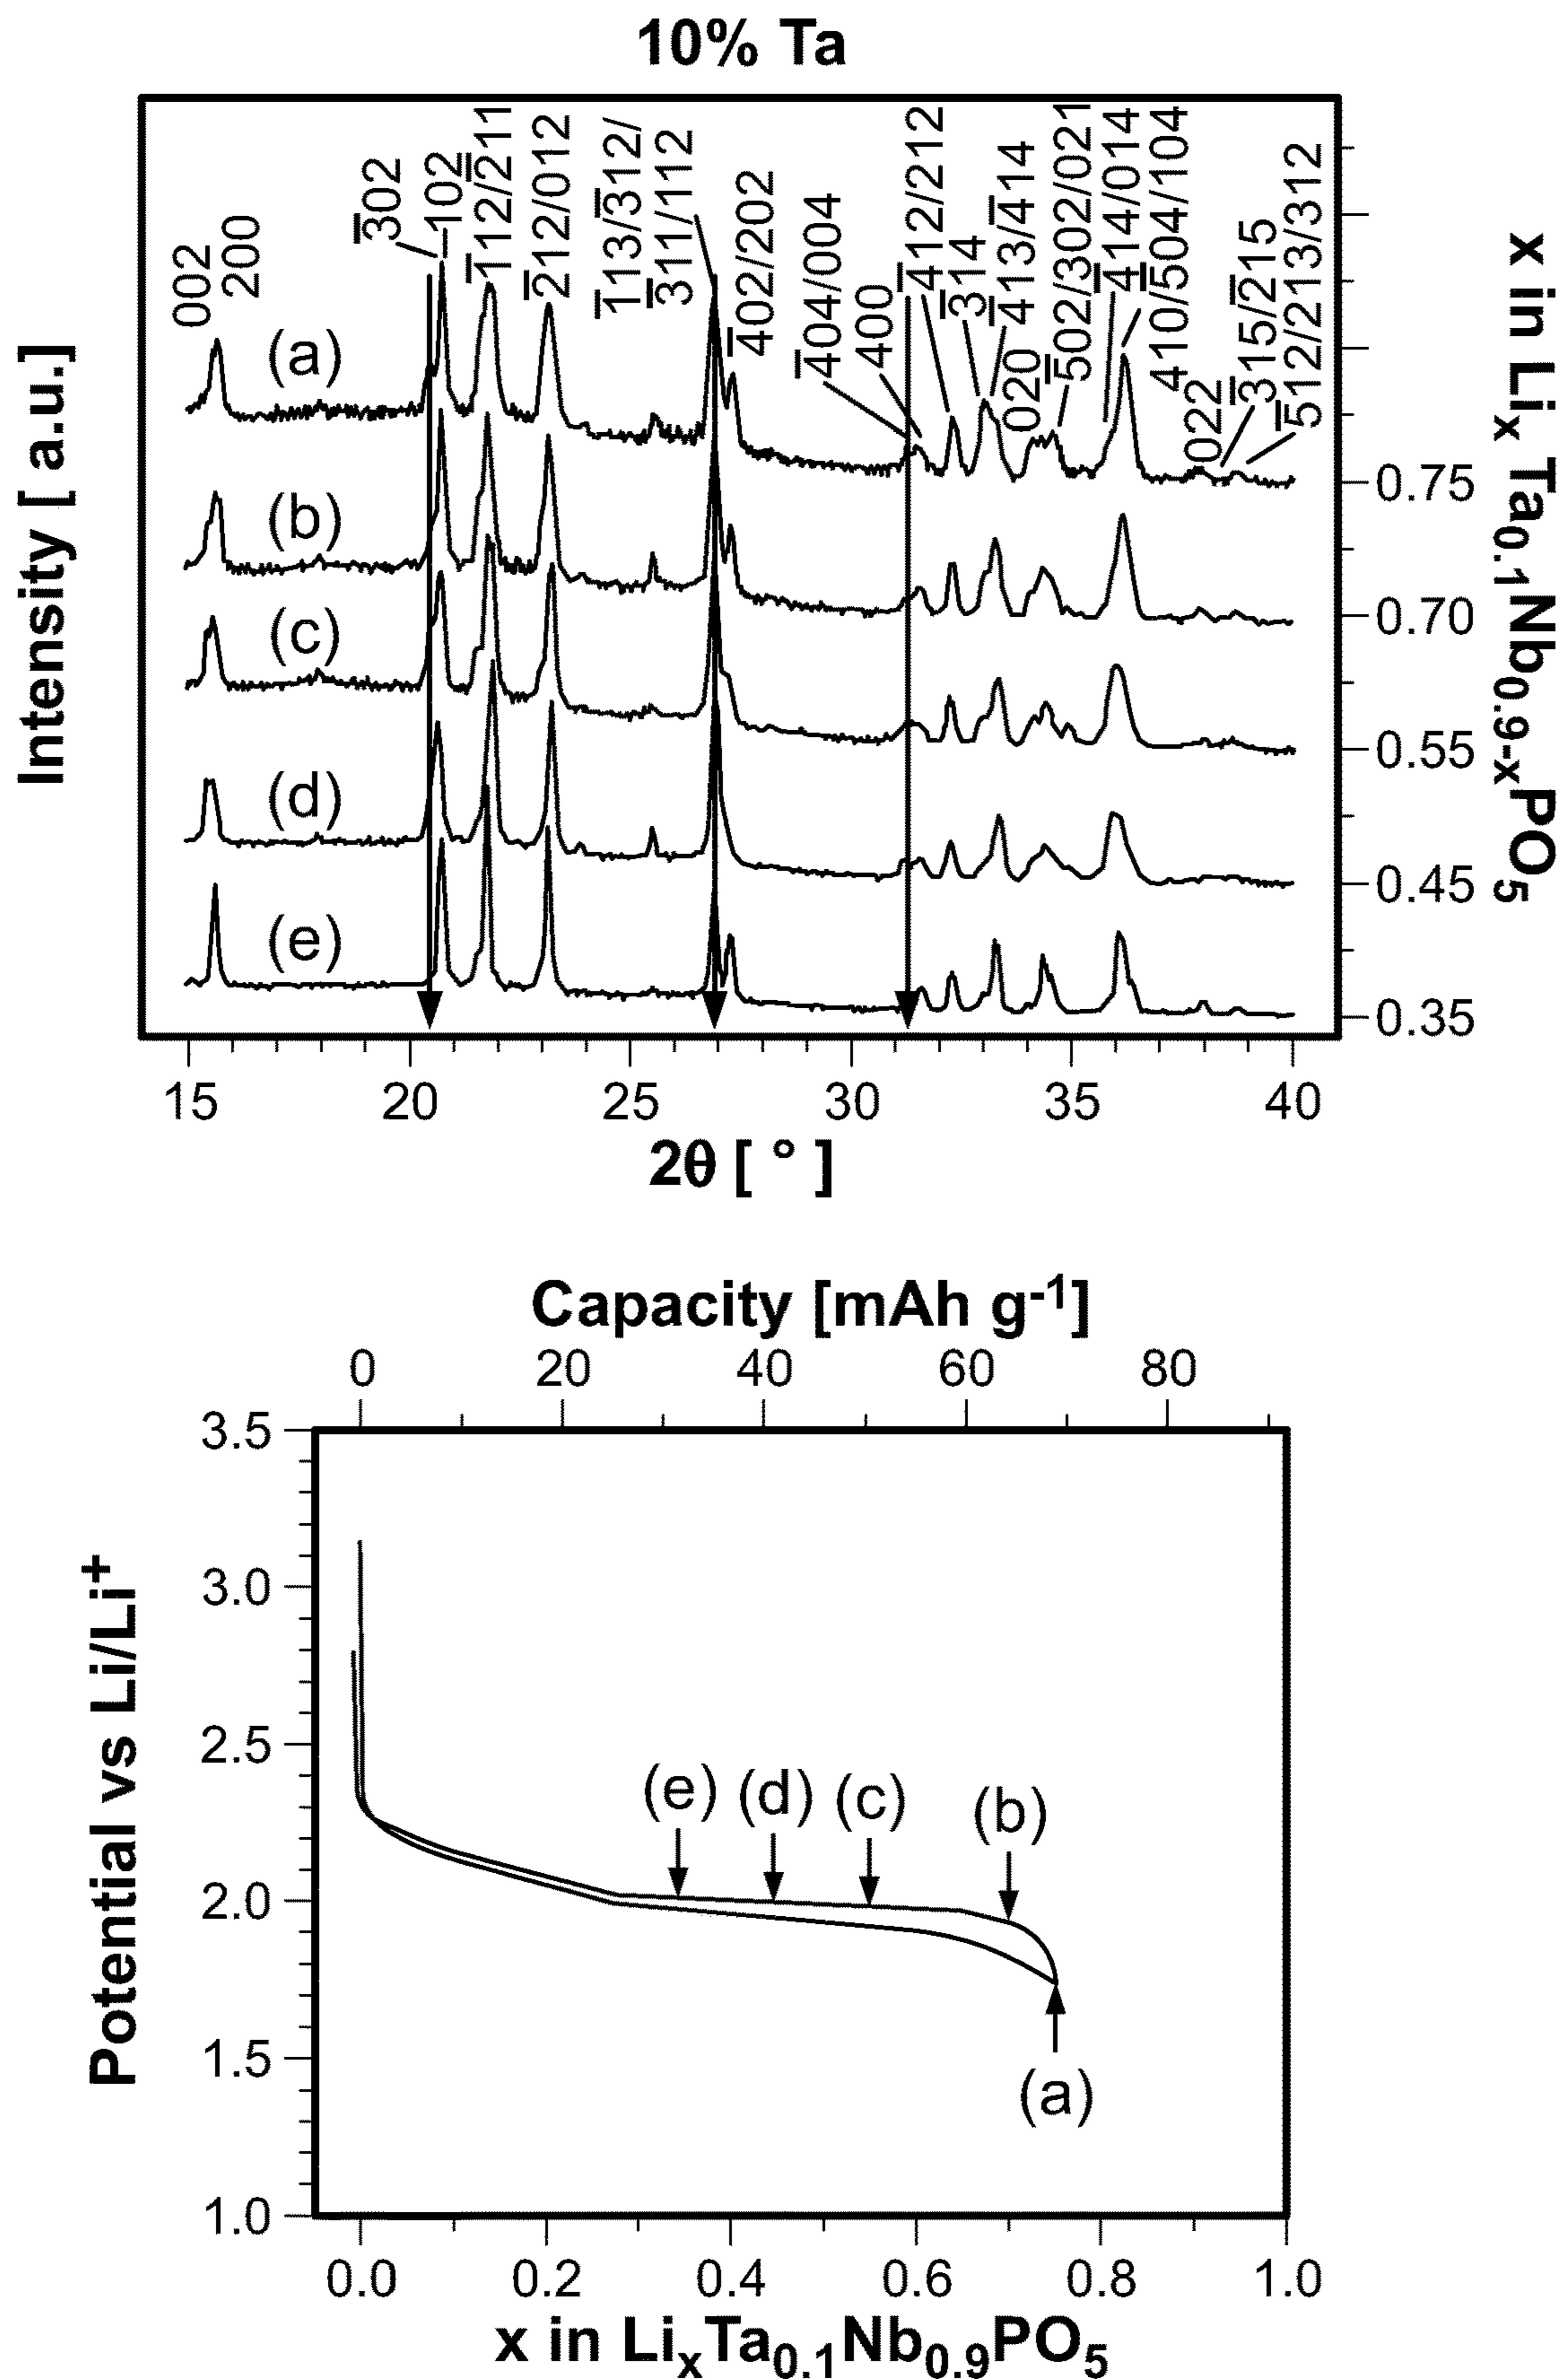 10% Ta
Intensity [ a.u.]
002
200
3̅02
102
1̅12/2̅11
2̅12/012
1̅13/3̅12/
3̅11/112
4̅02/202
4̅04/004
400
4̅12/212
3̅14
4̅13/4̅14
020
5̅02/302/021
4̅14/014
410/5̅04/104
022
3̅15/2̅15
5̅12/213/312
(a)
(b)
(c)
(d)
(e)
0.75
0.70
0.55
0.45
0.35
x in Liₓ Ta₀.₁Nb₀.₉₋ₓPO₅
15 20 25 30 35 40
2θ [ ° ]
Capacity [mAh g⁻¹]
0 20 40 60 80
Potential vs Li/Li⁺
3.5
3.0
2.5
2.0
1.5
1.0
(e) (d) (c) (b)
(a)
0.0 0.2 0.4 0.6 0.8 1.0
x in LiₓTa₀.₁Nb₀.₉PO₅